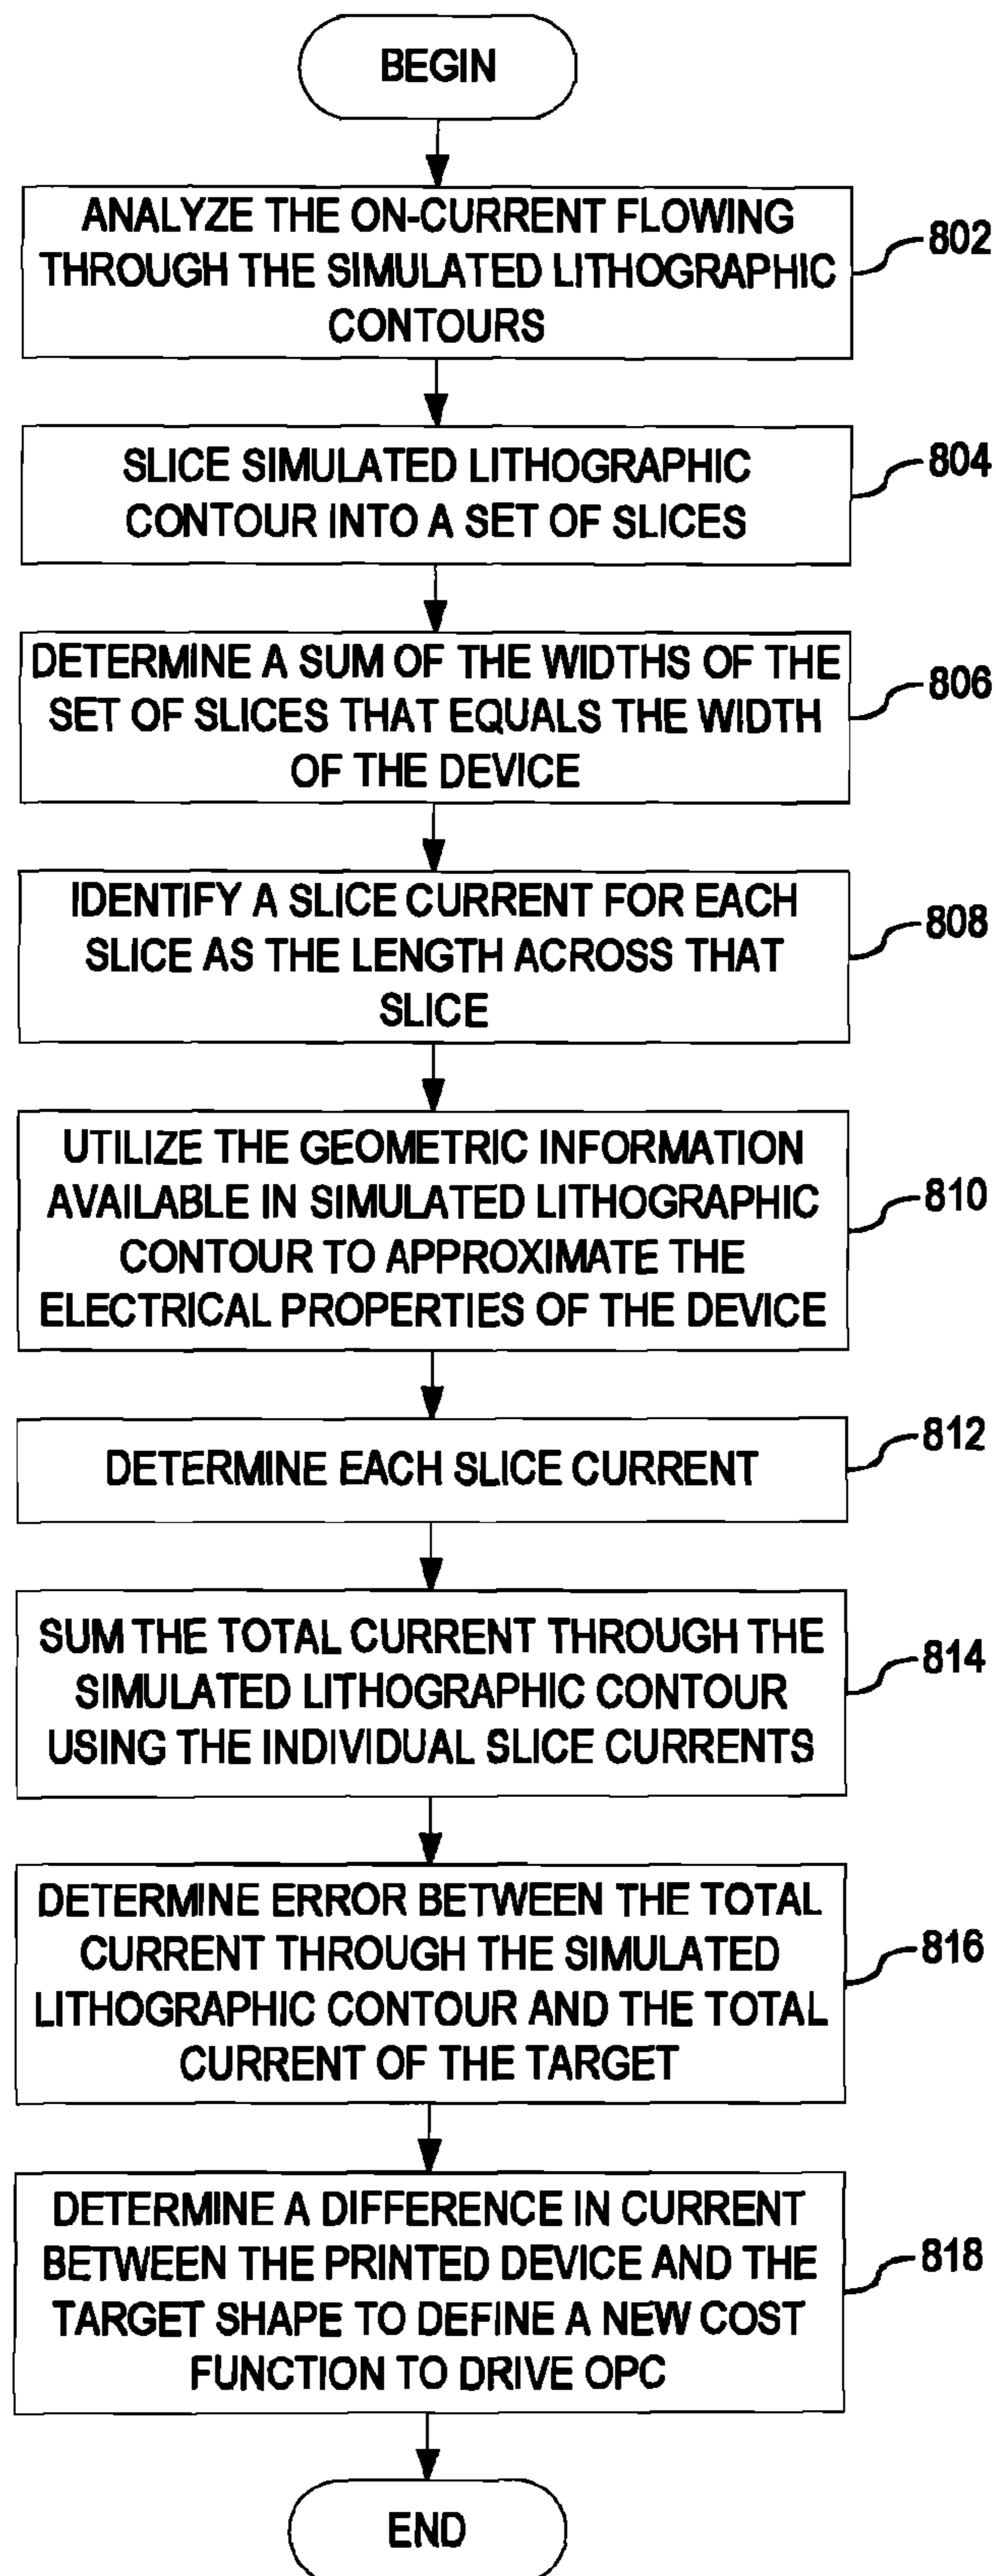 BEGIN
ANALYZE THE ON-CURRENT FLOWING
THROUGH THE SIMULATED LITHOGRAPHIC
CONTOURS
802
SLICE SIMULATED LITHOGRAPHIC
CONTOUR INTO A SET OF SLICES
804
DETERMINE A SUM OF THE WIDTHS OF THE
SET OF SLICES THAT EQUALS THE WIDTH
OF THE DEVICE
806
IDENTIFY A SLICE CURRENT FOR EACH
SLICE AS THE LENGTH ACROSS THAT
SLICE
808
UTILIZE THE GEOMETRIC INFORMATION
AVAILABLE IN SIMULATED LITHOGRAPHIC
CONTOUR TO APPROXIMATE THE
ELECTRICAL PROPERTIES OF THE DEVICE
810
DETERMINE EACH SLICE CURRENT
812
SUM THE TOTAL CURRENT THROUGH THE
SIMULATED LITHOGRAPHIC CONTOUR
USING THE INDIVIDUAL SLICE CURRENTS
814
DETERMINE ERROR BETWEEN THE TOTAL
CURRENT THROUGH THE SIMULATED
LITHOGRAPHIC CONTOUR AND THE TOTAL
CURRENT OF THE TARGET
816
DETERMINE A DIFFERENCE IN CURRENT
BETWEEN THE PRINTED DEVICE AND THE
TARGET SHAPE TO DEFINE A NEW COST
FUNCTION TO DRIVE OPC
818
END